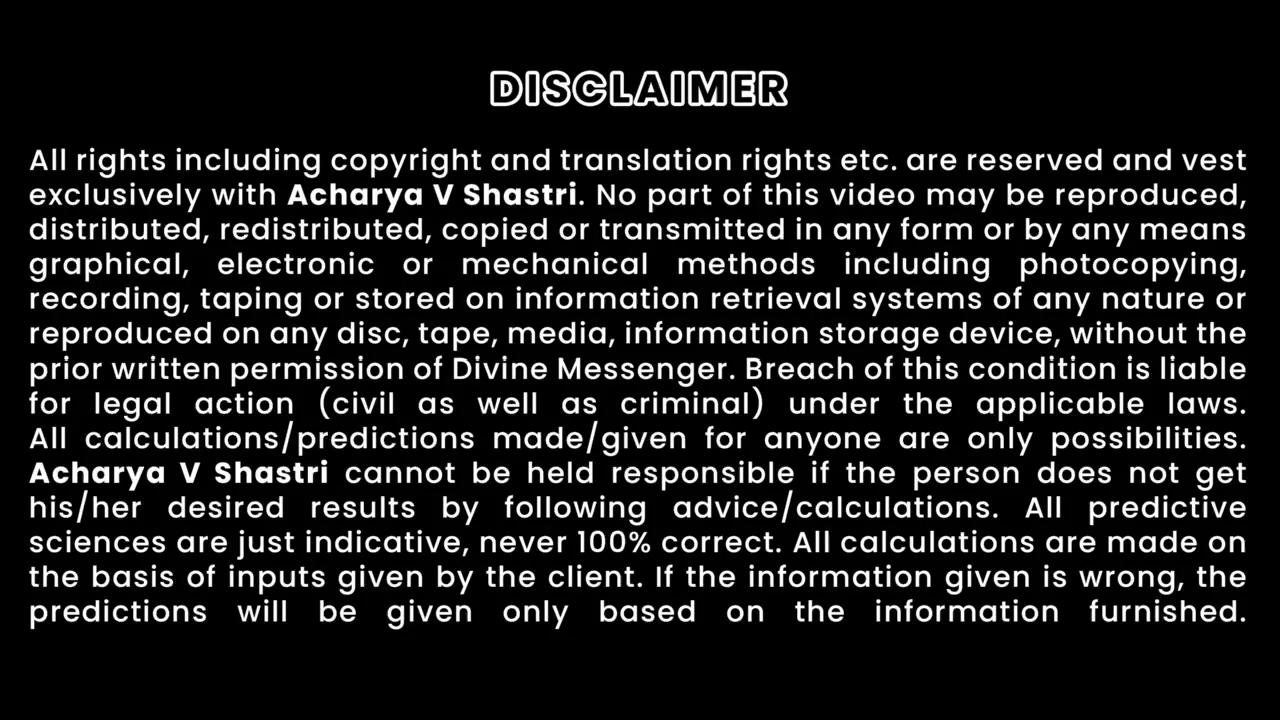 DISCLAIMER
All rights including copyright and translation rights etc. are reserved and vest
exclusively with Acharya V Shastri. No part of this video may be reproduced,
distributed, redistributed, copied or transmitted in any form or by any means
graphical, electronic or mechanical methods including photocopying,
recording, taping or stored on information retrieval systems of any nature or
reproduced on any disc, tape, media, information storage device, without the
prior written permission of Divine Messenger. Breach of this condition is liable
for legal action (civil as well as criminal) under the applicable laws.
All calculations/predictions made/given for anyone are only possibilities.
Acharya V Shastri cannot be held responsible if the person does not get
his/her desired results by following advice/calculations. All predictive
sciences are just indicative, never 100% correct. All calculations are made on
the basis of inputs given by the client. If the information given is wrong, the
predictions will be given only based on the information furnished.